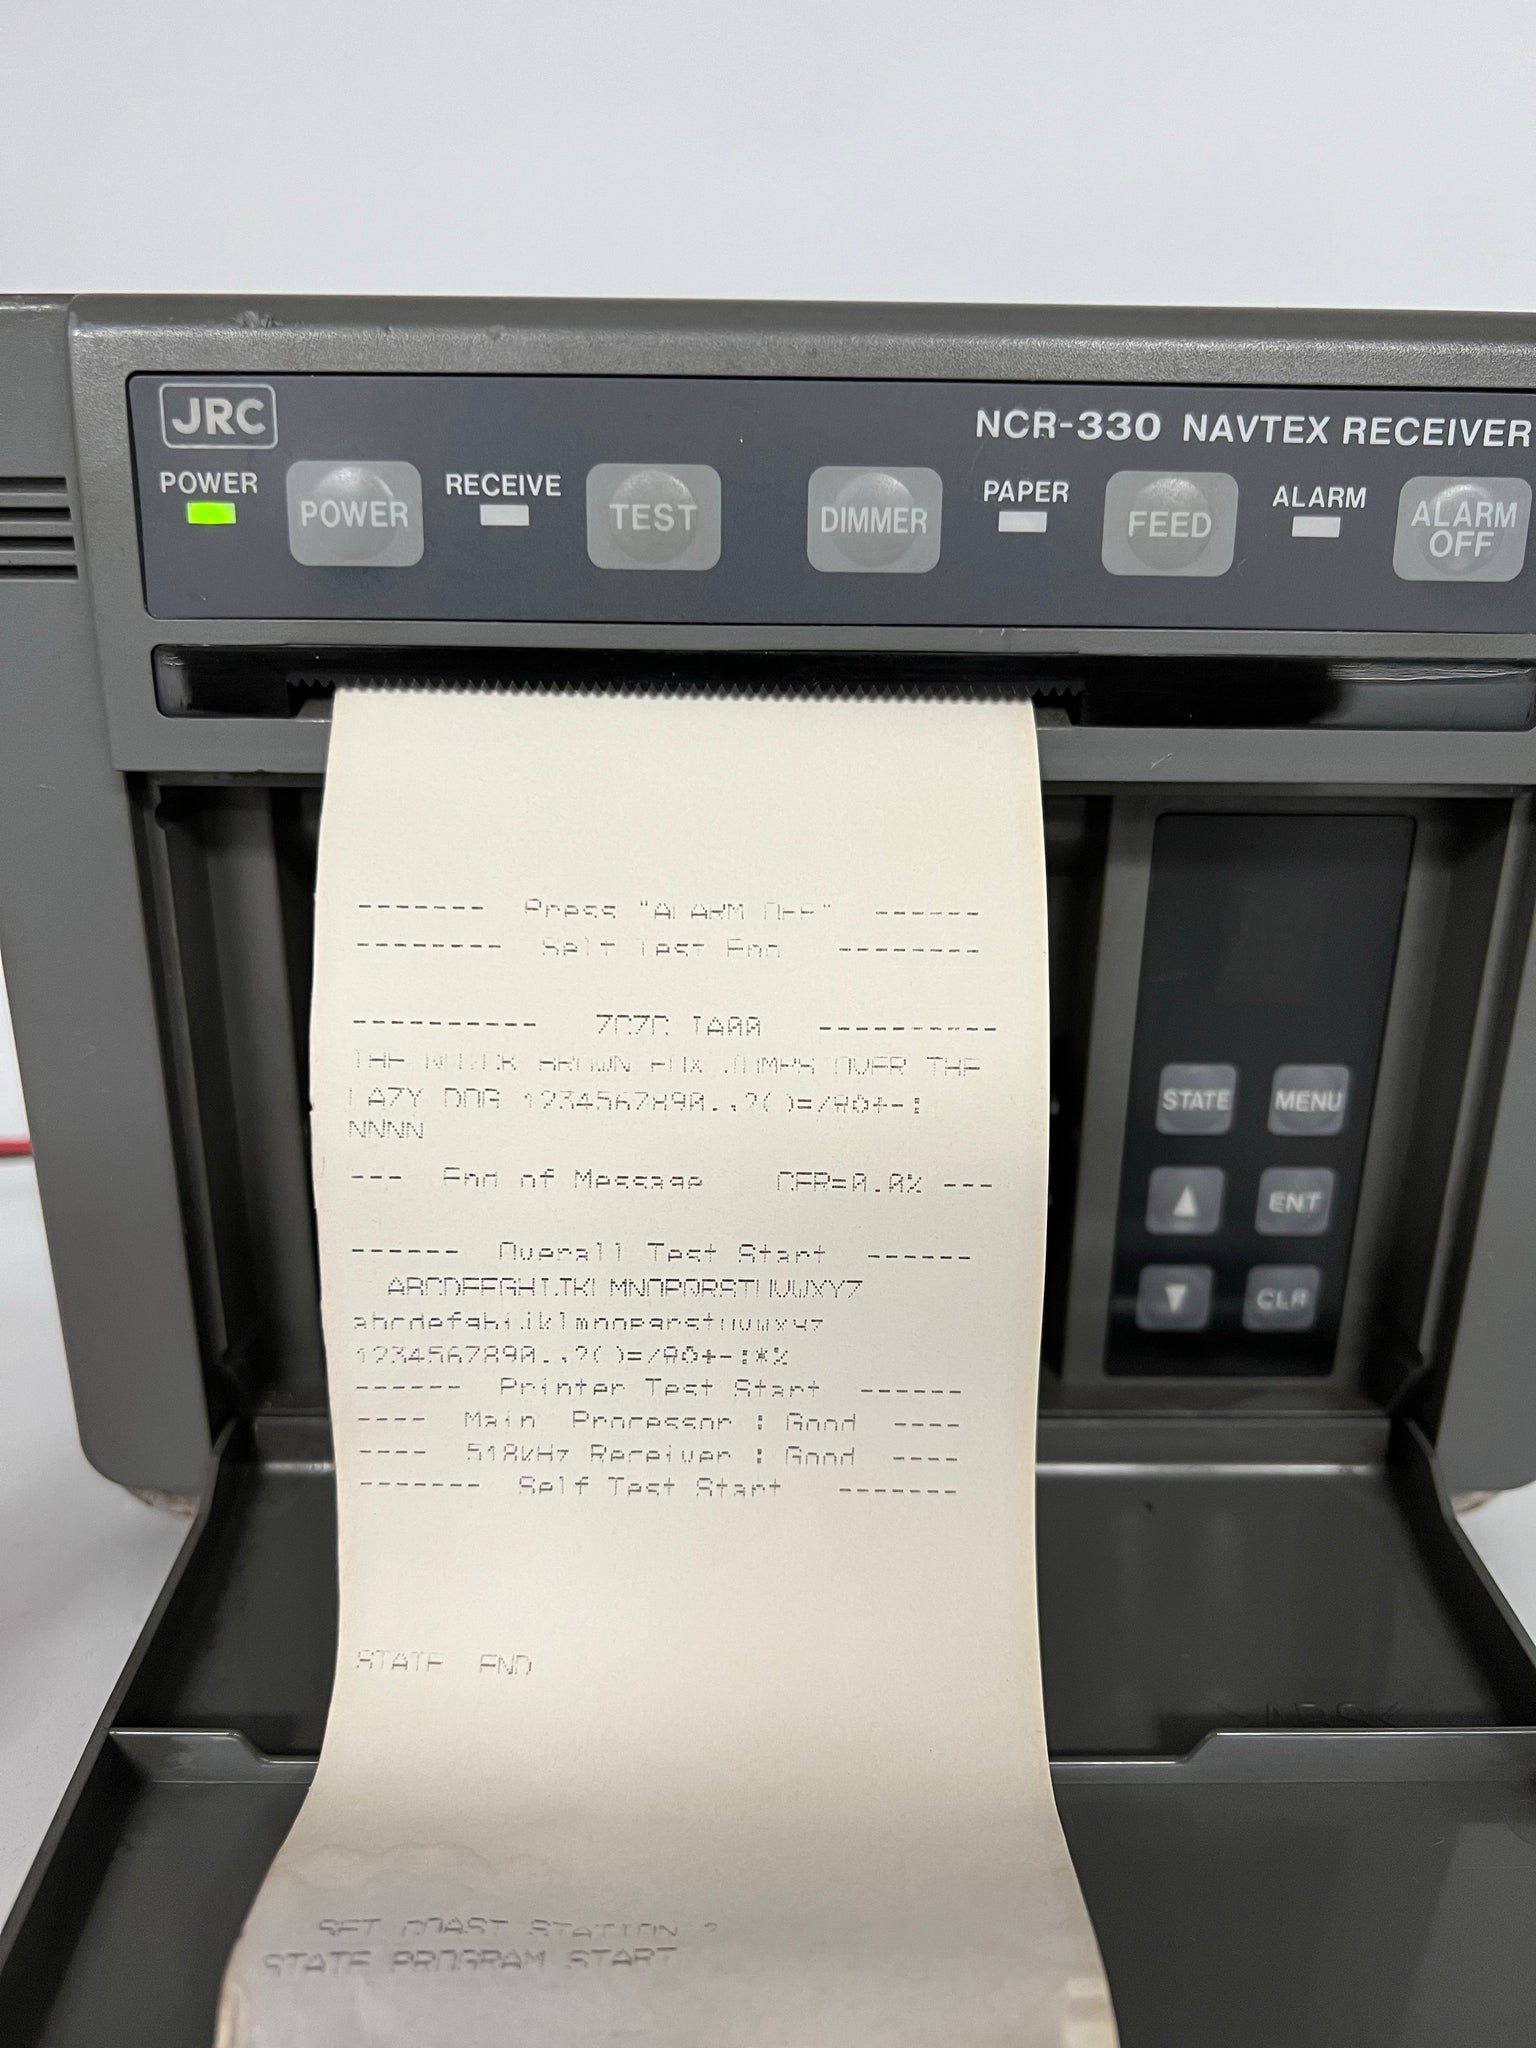 JRC
NCR-330 NAVTEX RECEIVER
POWER POWER RECEIVE TEST DIMMER PAPER FEED ALARM ALARM OFF
------- Press "ALARM OFF" ------
-------- Self Test End --------
---------- ZCZC IA00 ----------
THE QUICK BROWN FOX JUMPS OVER THE
LAZY DOG 1234567890.,?()=/
NNNN
--- End of Message CER=0.0% ---
------ Overall Test Start ------
ABCDEFGHIJKLMNOPQRSTUVWXYZ
abcdefghijklmnopqrstuvwxyz
1234567890.,?()=/
------ Printer Test Start ------
---- Main Processor : Good ----
---- 518kHz Receiver : Good ----
------- Self Test Start -------
STATE END
SET COAST STATION ?
STATE PROGRAM START
STATE MENU
▲ ENT
▼ CLR
>ABS<